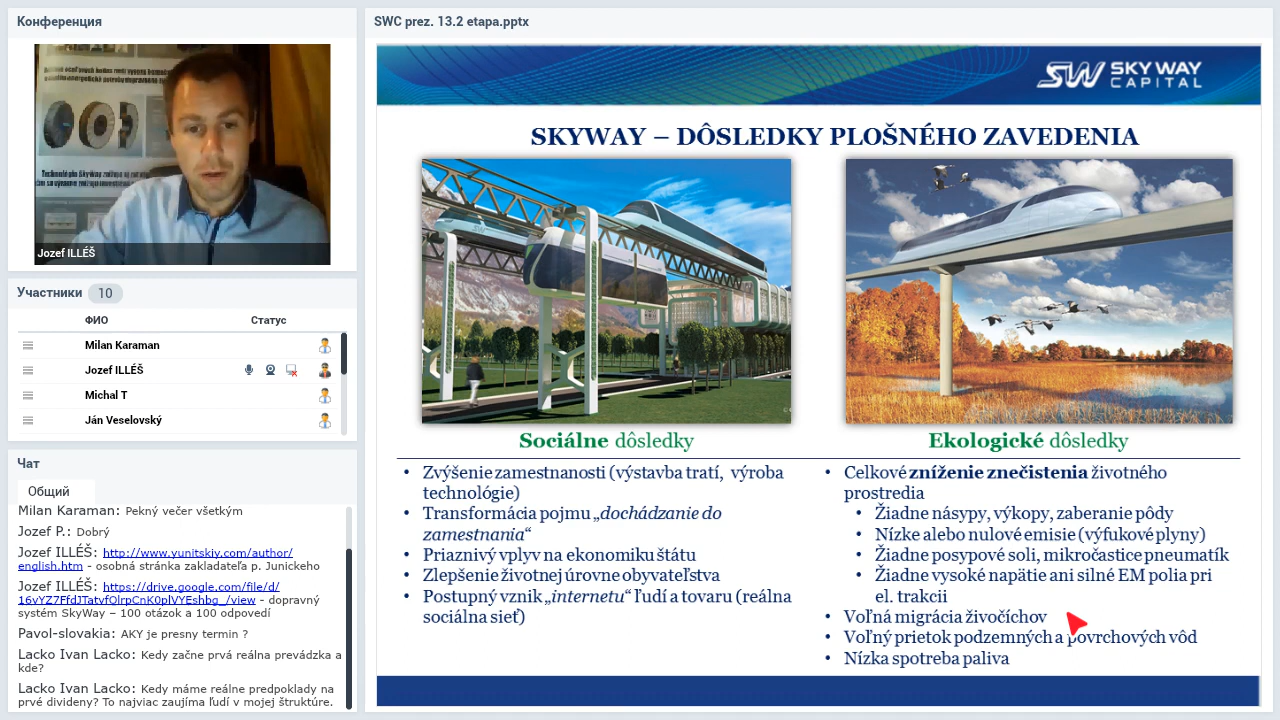 Конференция
Jozef ILLÉŠ
Участники 10
ФИО Статус
Milan Karaman
Jozef ILLÉŠ
Michal T
Ján Veselovský
Чат
Общий
Milan Karaman: Pekný večer všetkým
Jozef P.: Dobrý
Jozef ILLÉŠ: http://www.yunitskiy.com/author/
english.htm - osobná stránka zakladateľa p. Junickeho
Jozef ILLÉŠ: https://drive.google.com/file/d/
16vYZ7FfdJTatvfQlrpCnK0plVYEshbg_/view - dopravný
systém SkyWay – 100 otázok a 100 odpovedí
Pavol-slovakia: AKY je presny termin ?
Lacko Ivan Lacko: Kedy začne prvá reálna prevádzka a
kde?
Lacko Ivan Lacko: Kedy máme reálne predpoklady na
prvé divideny? To najviac zaujíma ľudí v mojej štruktúre.
SWC prez. 13.2 etapa.pptx
SW SKY WAY
CAPITAL
SKYWAY – DÔSLEDKY PLOŠNÉHO ZAVEDENIA
Sociálne dôsledky
• Zvýšenie zamestnanosti (výstavba tratí, výroba
technológie)
• Transformácia pojmu „dochádzanie do
zamestnania“
• Priaznivý vplyv na ekonomiku štátu
• Zlepšenie životnej úrovne obyvateľstva
• Postupný vznik „internetu“ ľudí a tovaru (reálna
sociálna sieť)
Ekologické dôsledky
• Celkové zníženie znečistenia životného
prostredia
• Žiadne násypy, výkopy, zaberanie pôdy
• Nízke alebo nulové emisie (výfukové plyny)
• Žiadne posypové soli, mikročastice pneumatík
• Žiadne vysoké napätie ani silné EM polia pri
el. trakcii
• Voľná migrácia živočíchov
• Voľný prietok podzemných a povrchových vôd
• Nízka spotreba paliva